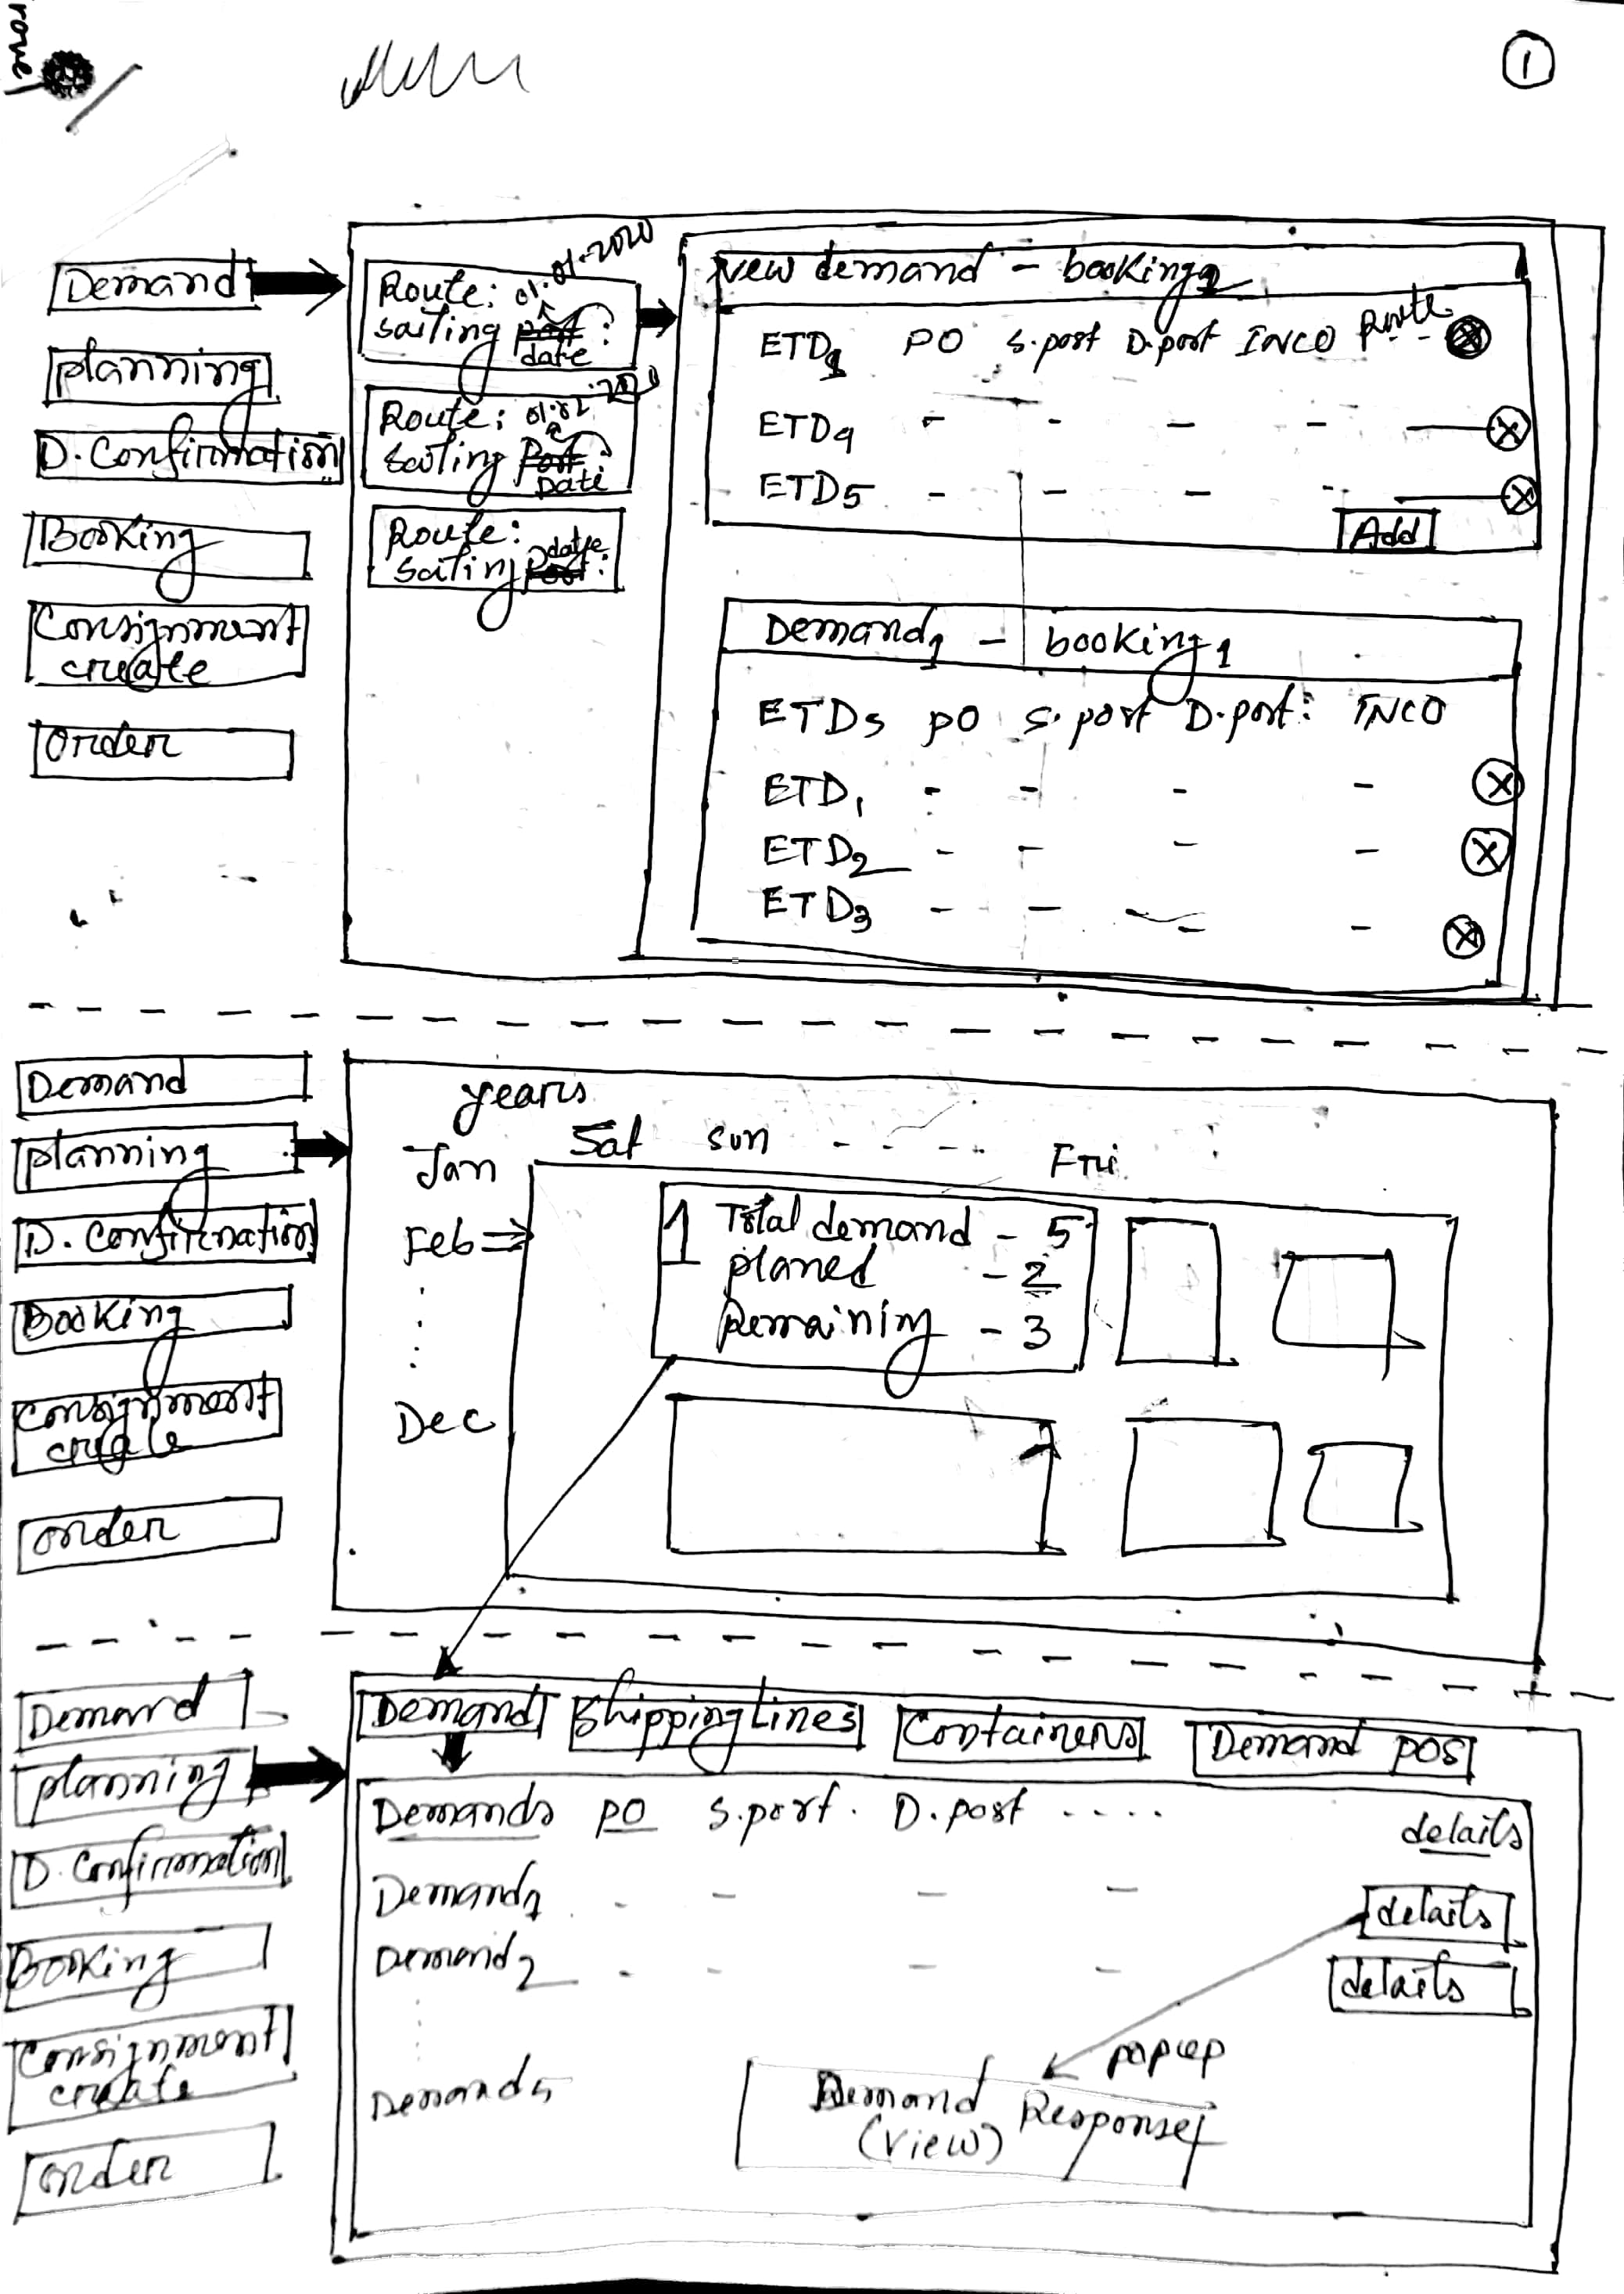 rove
1
Demand
planning
D. Confirmation
Booking
Consignment
create
order
Route: 01-01-2020
sailing port :
date
Route: 01-02-2020
Sailing Port :
Date
Route:
Sailing port :
date
New demand - booking2
ETDs PO S.port D.port INCO Route
ETD4 - - - -
ETD5 - - - -
Add
Demand1 - booking1
ETDs PO S.port D.port: INCO
ETD1 - - - -
ETD2 - - - -
ETD3 - - - -
Demand
planning
D. Confirmation
Booking
Consignment
create
order
years
Sat sun - - - - Fri
Jan
Feb
Dec
1 Total demand - 5
planed - 2
Remaining - 3
Demand
planning
D. Confirmation
Booking
Consignment
create
order
Demand Shipping Lines Containers Demand POS
Demands PO S.port. D.port ---- details
Demand1 - - - - details
Demand2 - - - - details
Demand5
popup
Demand Response
(view)